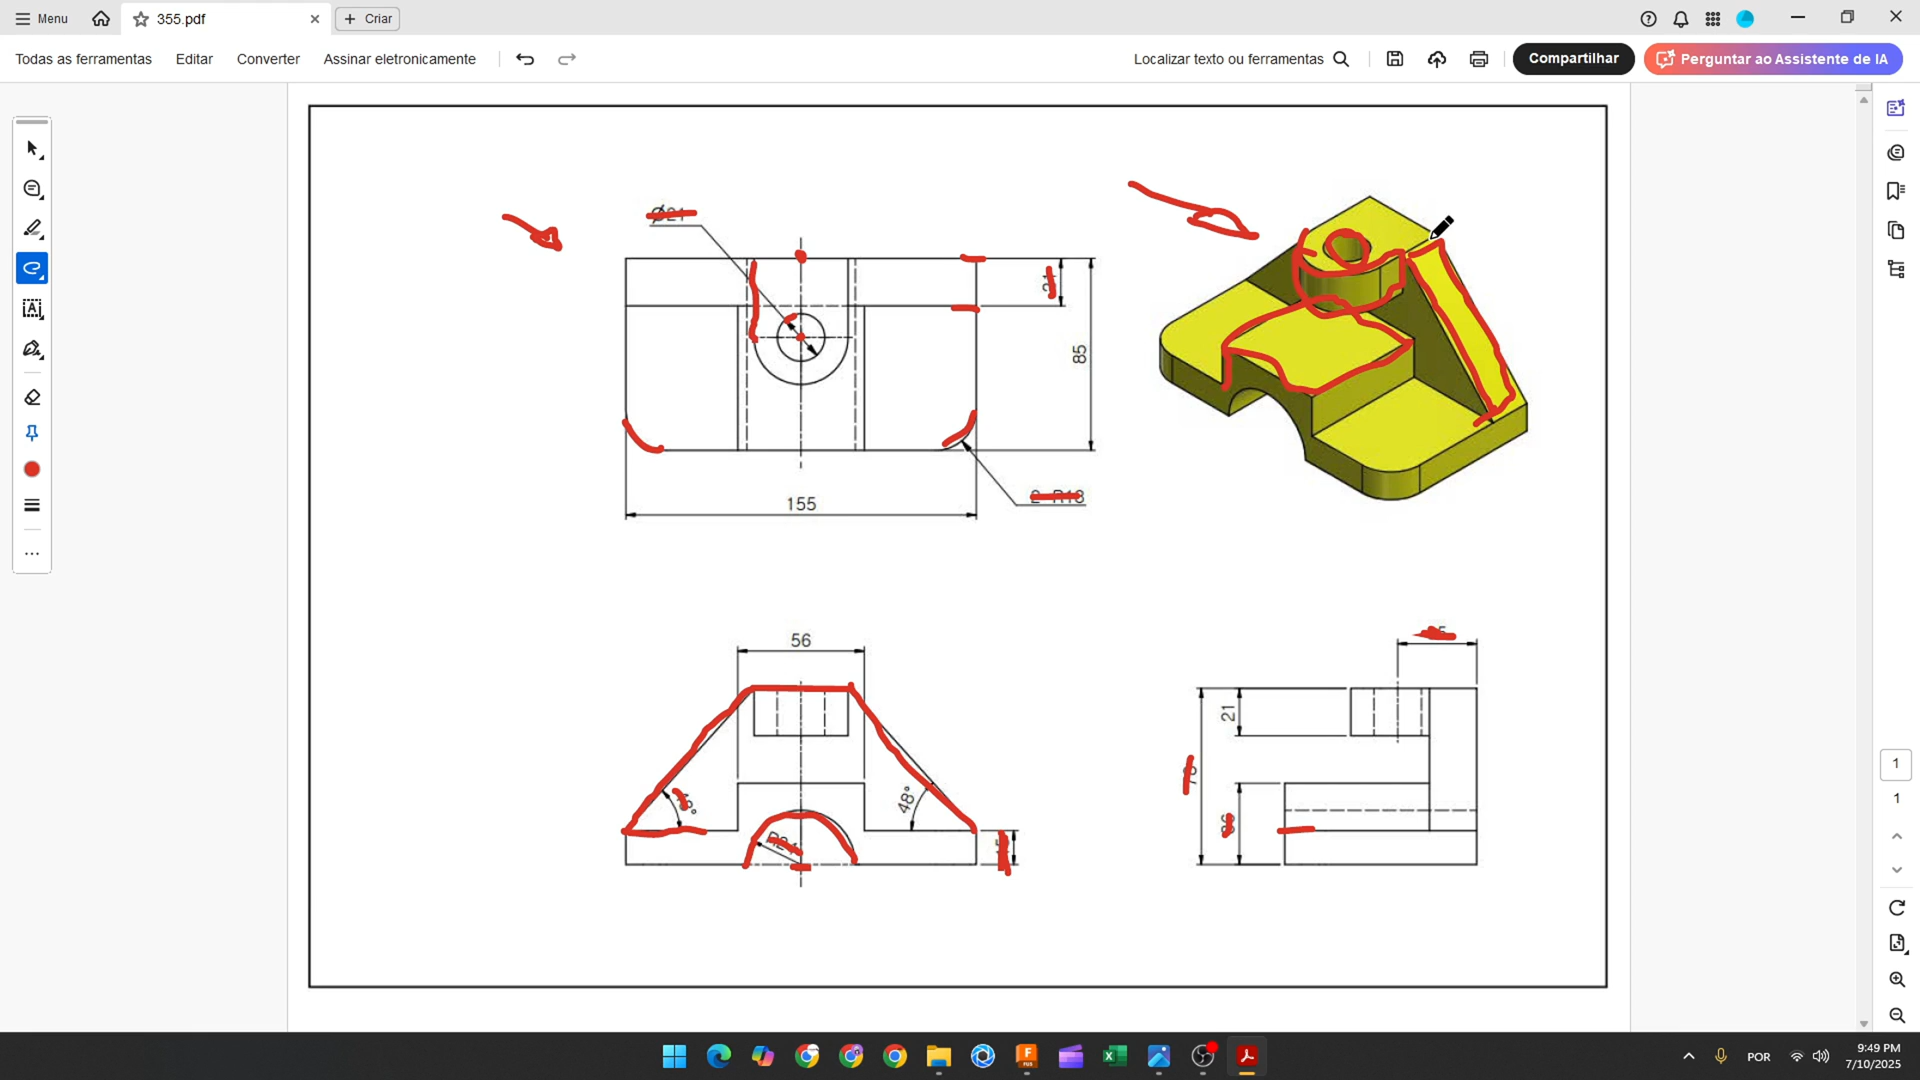 Menu
355.pdf
Criar
Todas as ferramentas
Editar
Converter
Assinar eletronicamente
Localizar texto ou ferramentas
Compartilhar
Perguntar ao Assistente de IA
Ø21
85
155
56
48°
21
1
1
POR
9:49 PM
7/10/2025